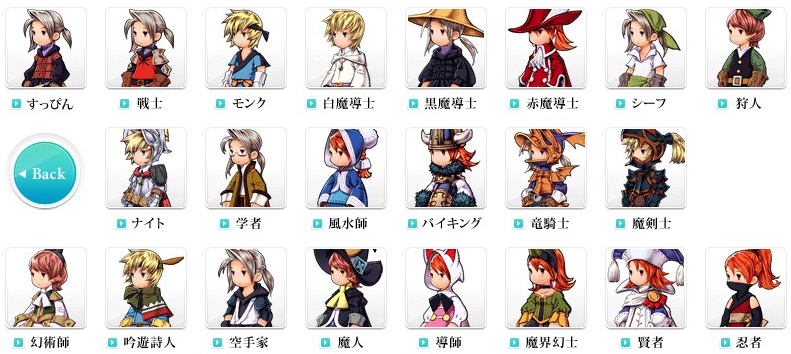 すっぴん
戦士
モンク
白魔導士
黒魔導士
赤魔導士
シーフ
狩人
Back
ナイト
学者
風水師
バイキング
竜騎士
魔剣士
幻術師
吟遊詩人
空手家
魔人
導師
魔界幻士
賢者
忍者